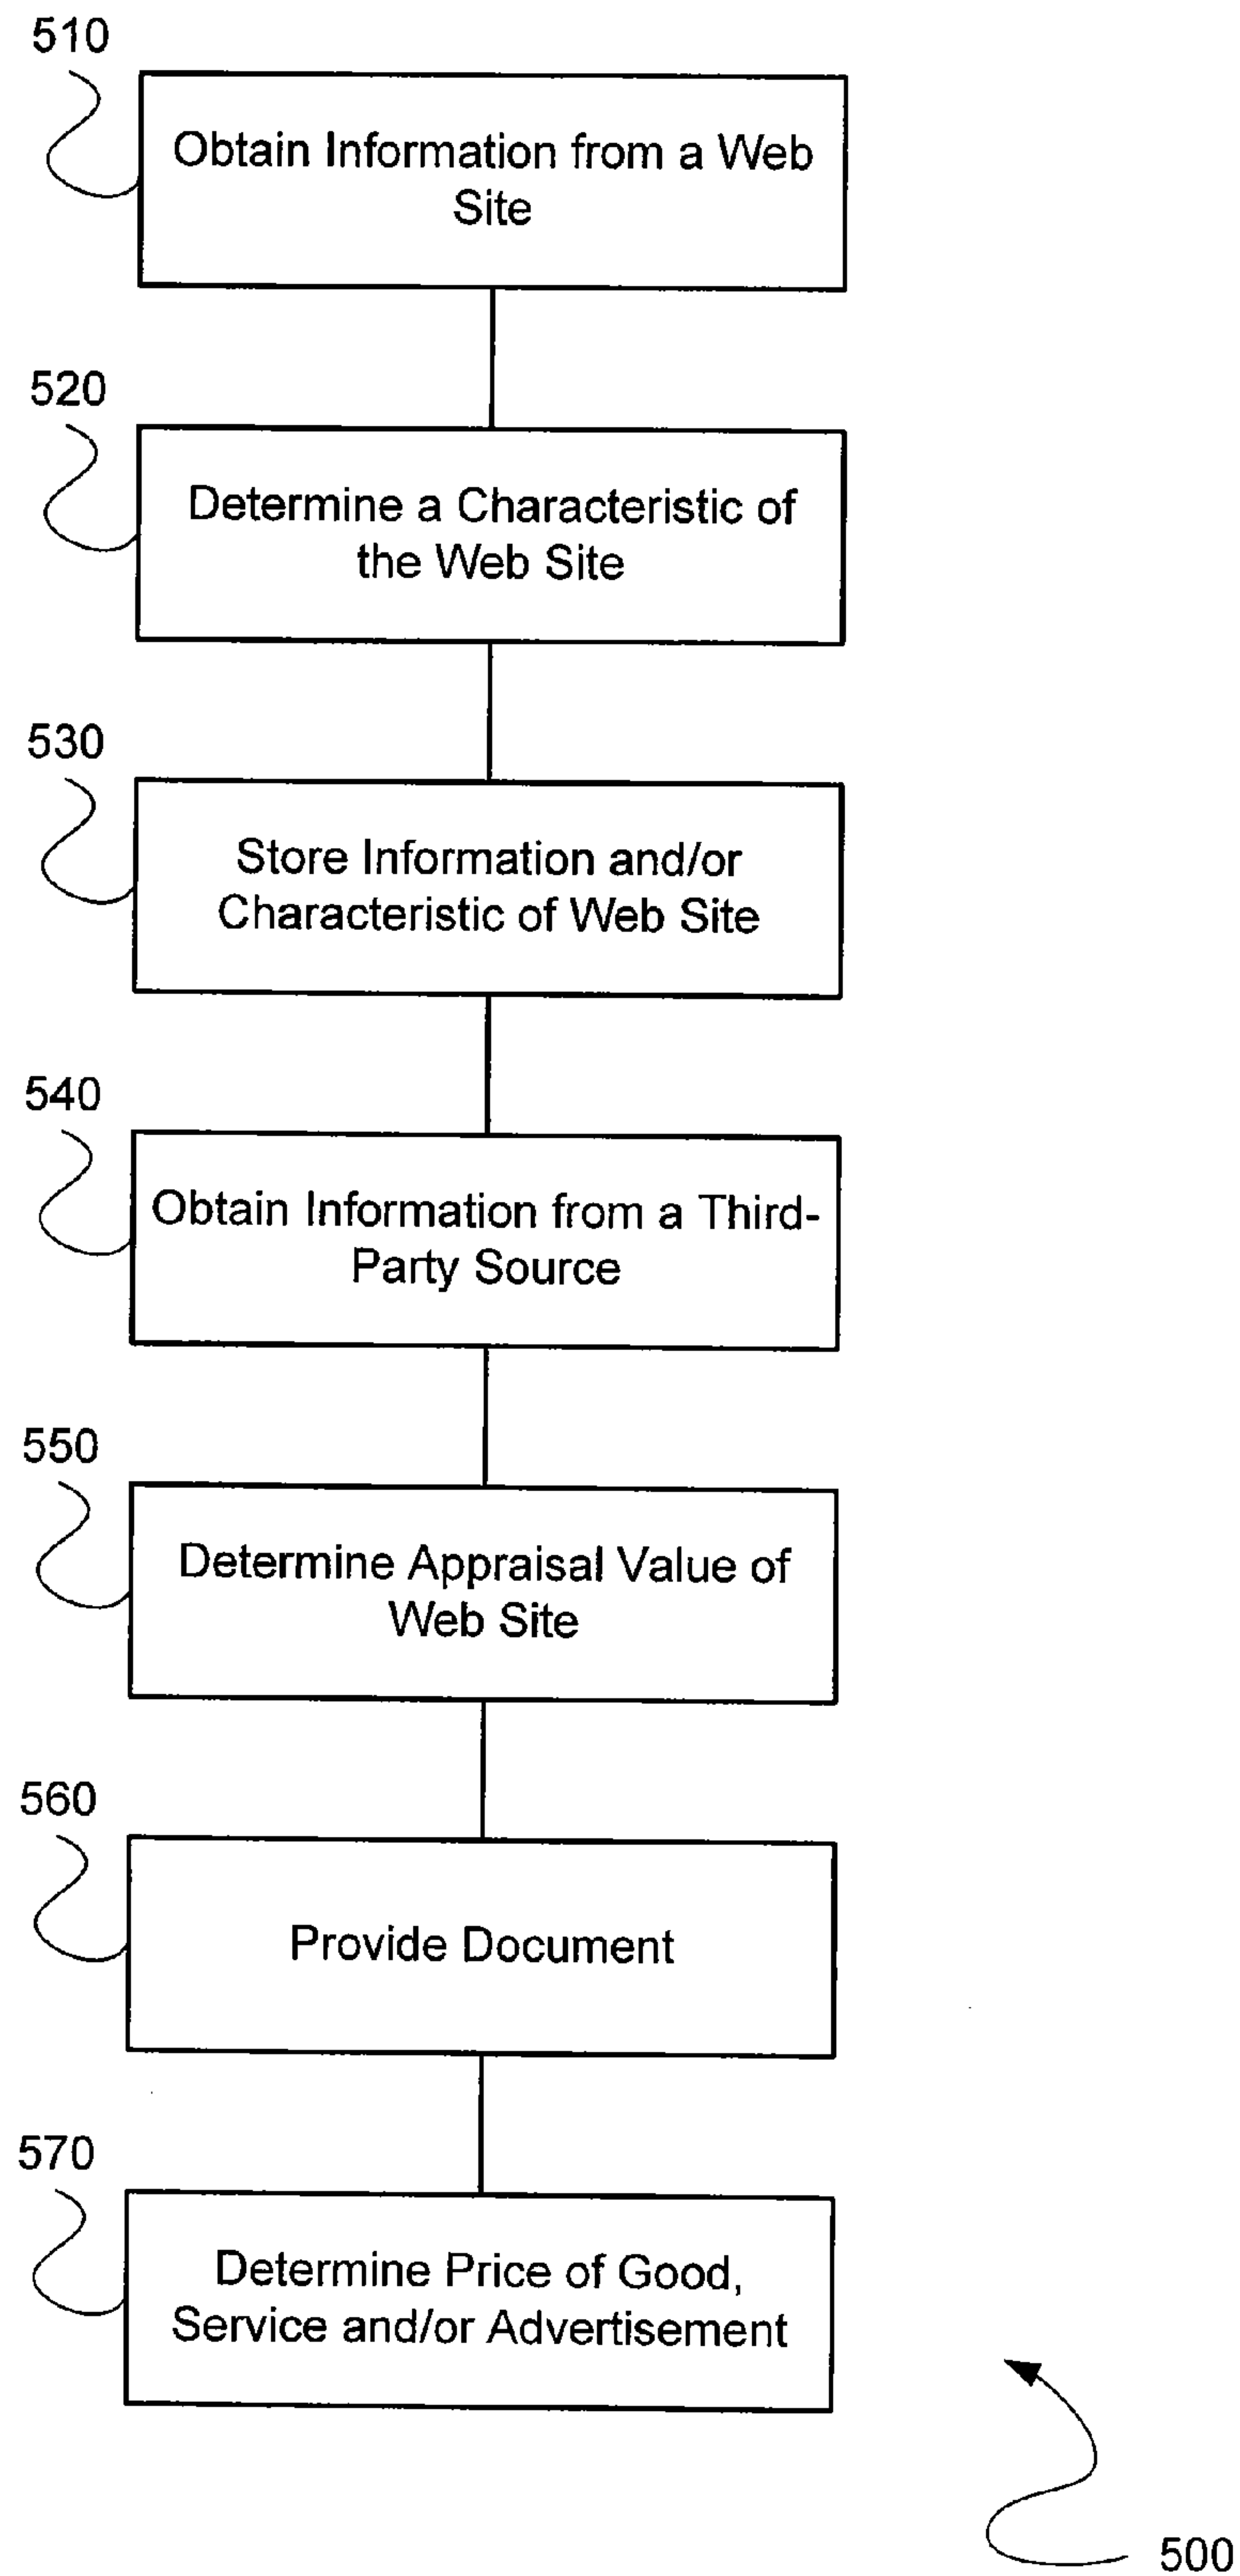 510
Obtain Information from a Web
Site
520
Determine a Characteristic of
the Web Site
530
Store Information and/or
Characteristic of Web Site
540
Obtain Information from a Third-
Party Source
550
Determine Appraisal Value of
Web Site
560
Provide Document
570
Determine Price of Good,
Service and/or Advertisement
500